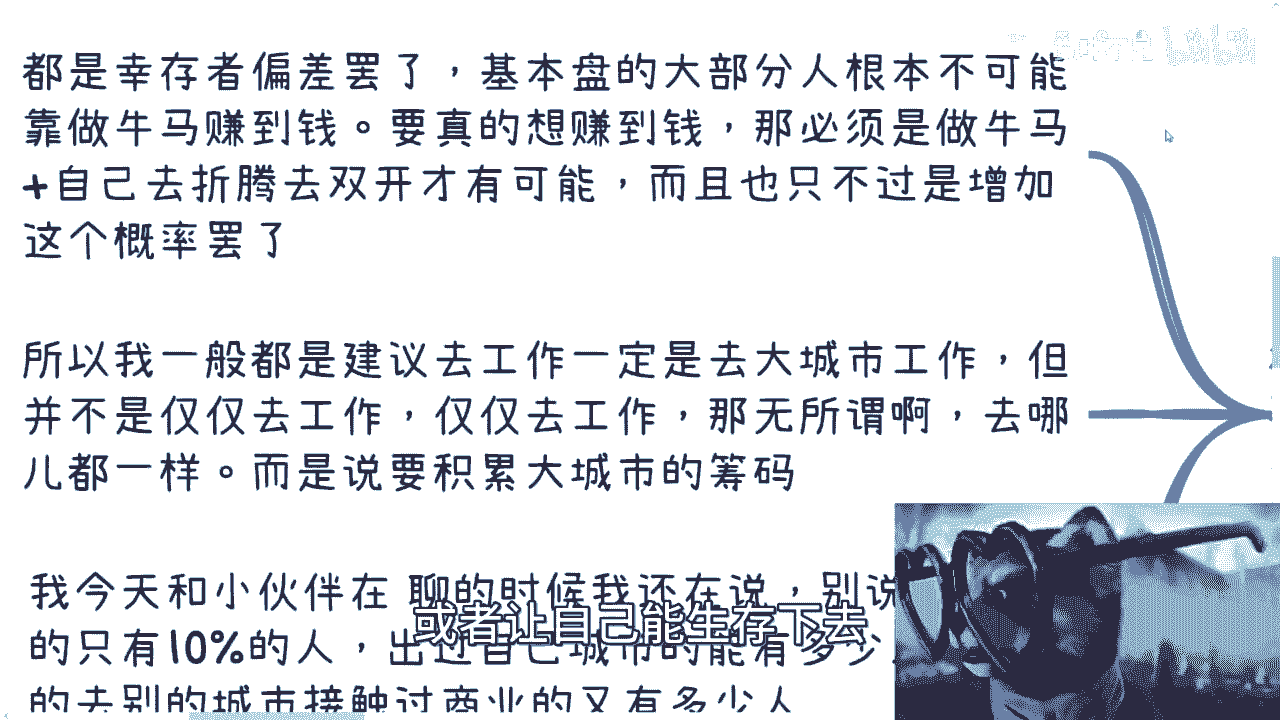 都是幸存者偏差罢了，基本盘的大部分人根本不可能
靠做牛马赚到钱。要真的想赚到钱，那必须是做牛马
+自己去折腾去双开才有可能，而且也只不过是增加
这个概率罢了
所以我一般都是建议去工作一定是去大城市工作，但
并不是仅仅去工作，仅仅去工作，那无所谓啊，去哪
儿都一样。而是说要积累大城市的筹码
我今天和小伙伴在 聊的时候我还在说，别说
的只有10%的人，出过自己城市的能有多少
的去别的城市接触过商业的又有多少人
或者让自己能生存下去